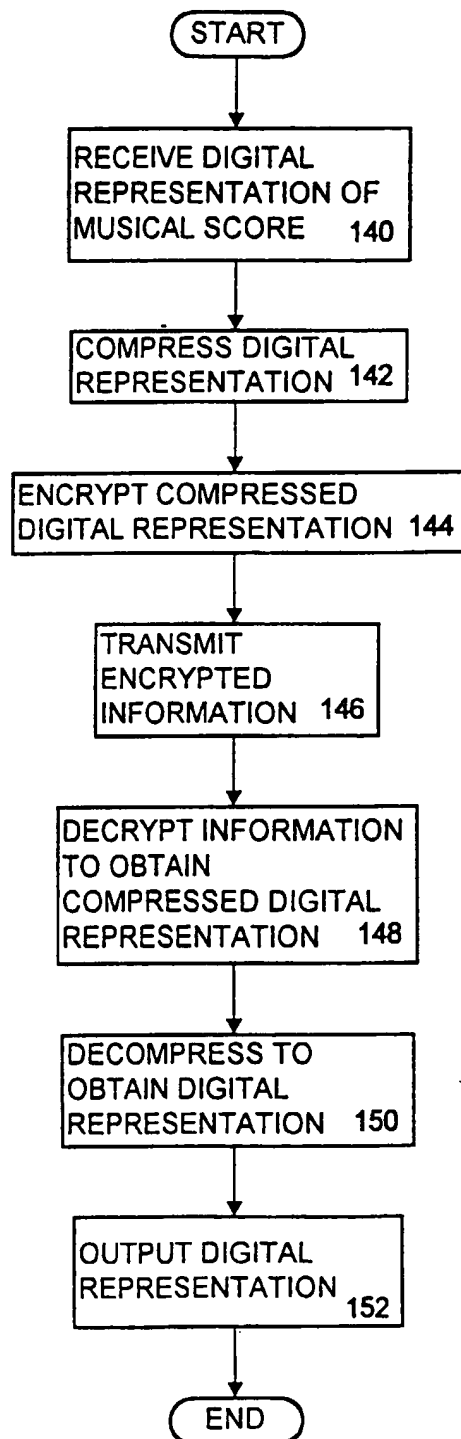 START
RECEIVE DIGITAL
REPRESENTATION OF
MUSICAL SCORE 140
COMPRESS DIGITAL
REPRESENTATION 142
ENCRYPT COMPRESSED
DIGITAL REPRESENTATION 144
TRANSMIT
ENCRYPTED
INFORMATION 146
DECRYPT INFORMATION
TO OBTAIN
COMPRESSED DIGITAL
REPRESENTATION 148
DECOMPRESS TO
OBTAIN DIGITAL
REPRESENTATION 150
OUTPUT DIGITAL
REPRESENTATION
152
END